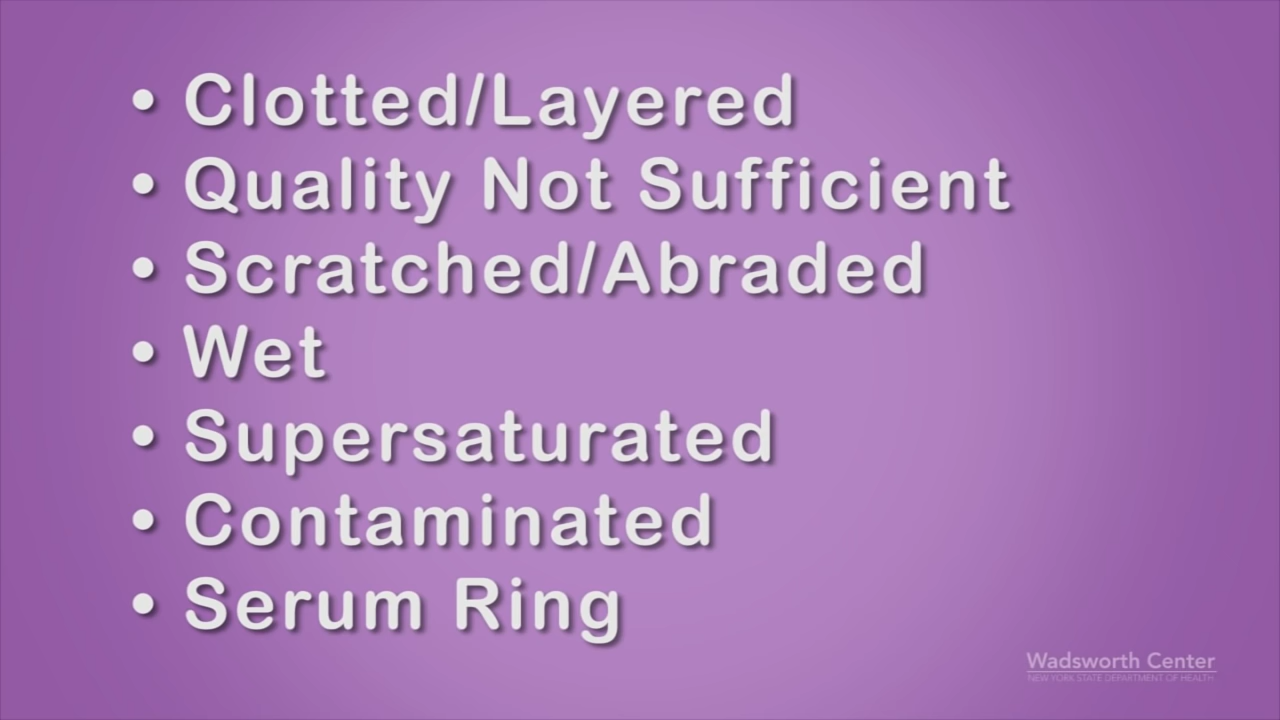 • Clotted/Layered
• Quality Not Sufficient
• Scratched/Abraded
• Wet
• Supersaturated
• Contaminated
• Serum Ring
Wadsworth Center
NEW YORK STATE DEPARTMENT OF HEALTH